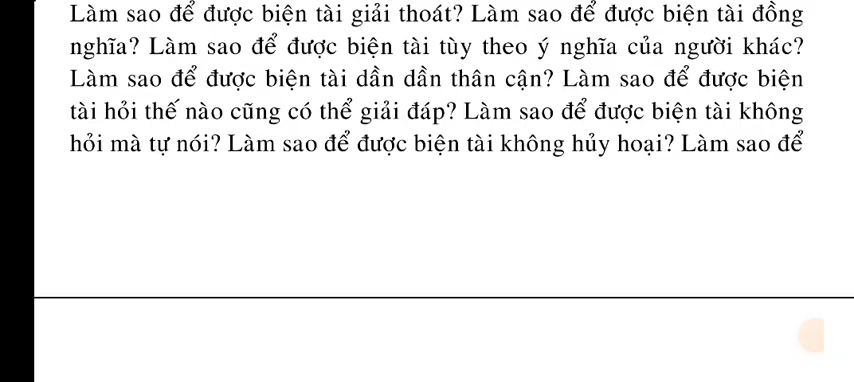 Làm sao để được biện tài giải thoát? Làm sao để được biện tài đồng
nghĩa? Làm sao để được biện tài tùy theo ý nghĩa của người khác?
Làm sao để được biện tài dần dần thân cận? Làm sao để được biện
tài hỏi thế nào cũng có thể giải đáp? Làm sao để được biện tài không
hỏi mà tự nói? Làm sao để được biện tài không hủy hoại? Làm sao để